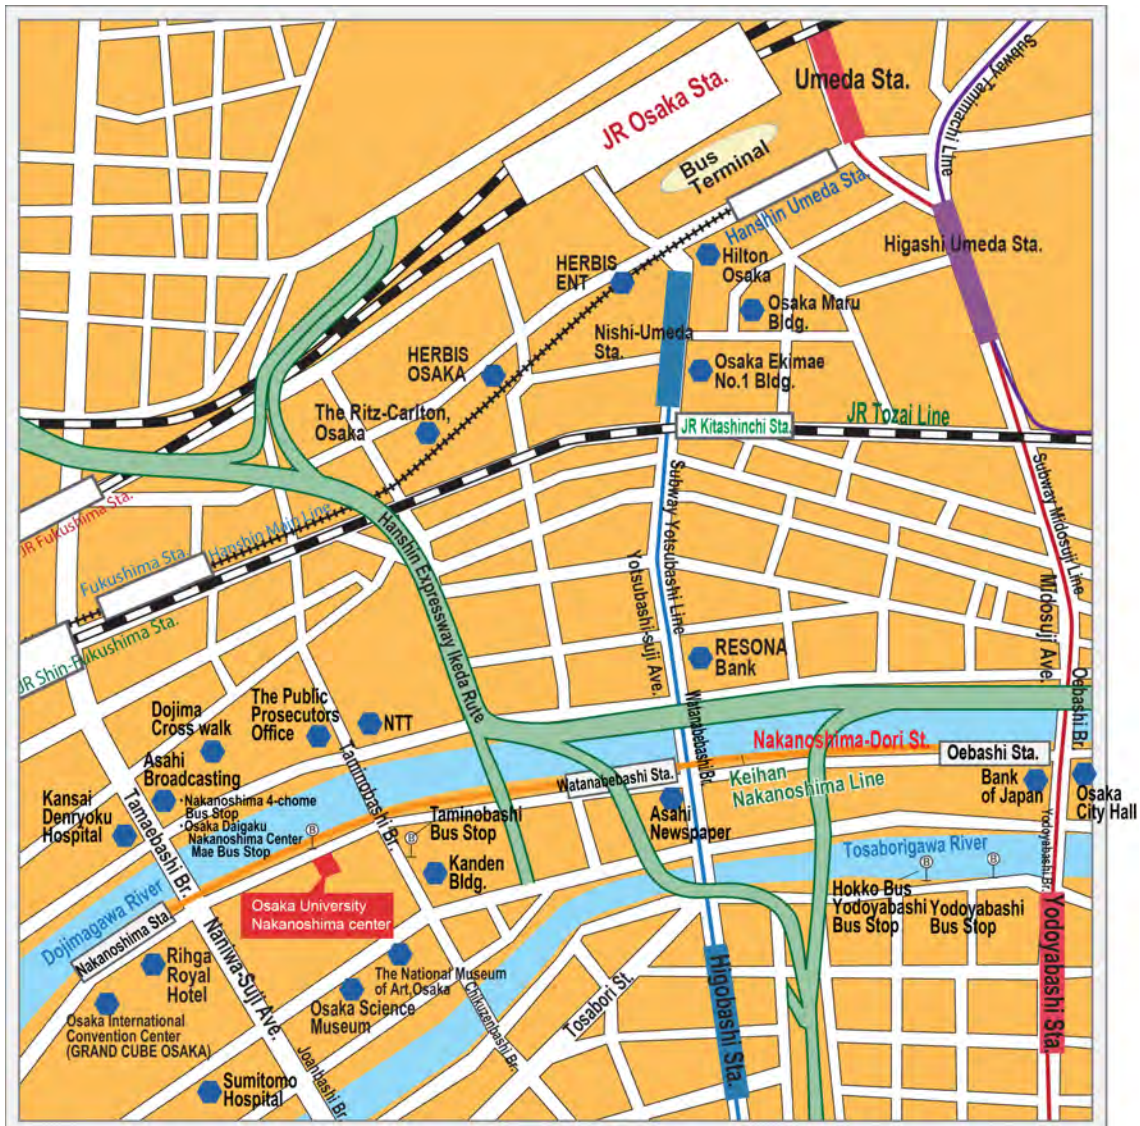 Subway Tanimachi Line
Umeda Sta.
JR Osaka Sta.
Bus
Terminal
Hanshin Umeda Sta.
Higashi Umeda Sta.
HERBIS
ENT
Hilton
Osaka
Osaka Maru
Bldg.
Nishi-Umeda
Sta.
HERBIS
OSAKA
Osaka Ekimae
No.1 Bldg.
The Ritz-Carlton,
Osaka
JR Kitashinchi Sta.
JR Tozai Line
JR Fukushima Sta.
Hanshin Main Line
Fukushima Sta.
JR Shin-Fukushima Sta.
Hanshin Expressway Ikeda Rute
Subway Yotsubashi Line
Yotsubashi-suji Ave.
Subway Midosuji Line
Midosuji Ave.
RESONA
Bank
Oebashi Br.
The Public
Prosecutors
Office
NTT
Dojima
Cross walk
Asahi
Broadcasting
Watanabebashi Br.
Nakanoshima-Dori St.
Oebashi Sta.
Watanabebashi Sta.
Keihan
Nakanoshima Line
Bank
of Japan
Osaka
City Hall
Kansai
Denryoku
Hospital
・Nakanoshima 4-chome
Bus Stop
・Osaka Daigaku
Nakanoshima Center
Mae Bus Stop
Tamaebashi Br.
Taminobashi Br.
Taminobashi
Bus Stop
Asahi
Newspaper
B
B
B
B
Kanden
Bldg.
Tosaborigawa River
Yodoyabashi Br.
Hokko Bus
Yodoyabashi
Bus Stop
Yodoyabashi
Bus Stop
Osaka University
Nakanoshima center
Dojimagawa River
Nakanoshima Sta.
Naniwa-Suji Ave.
Rihga
Royal
Hotel
The National Museum
of Art,Osaka
Osaka Science
Museum
Chikuzenbashi Br.
Tosabori St.
Higobashi Sta.
Yodoyabashi Sta.
Osaka International
Convention Center
(GRAND CUBE OSAKA)
Joanbashi Br.
Sumitomo
Hospital